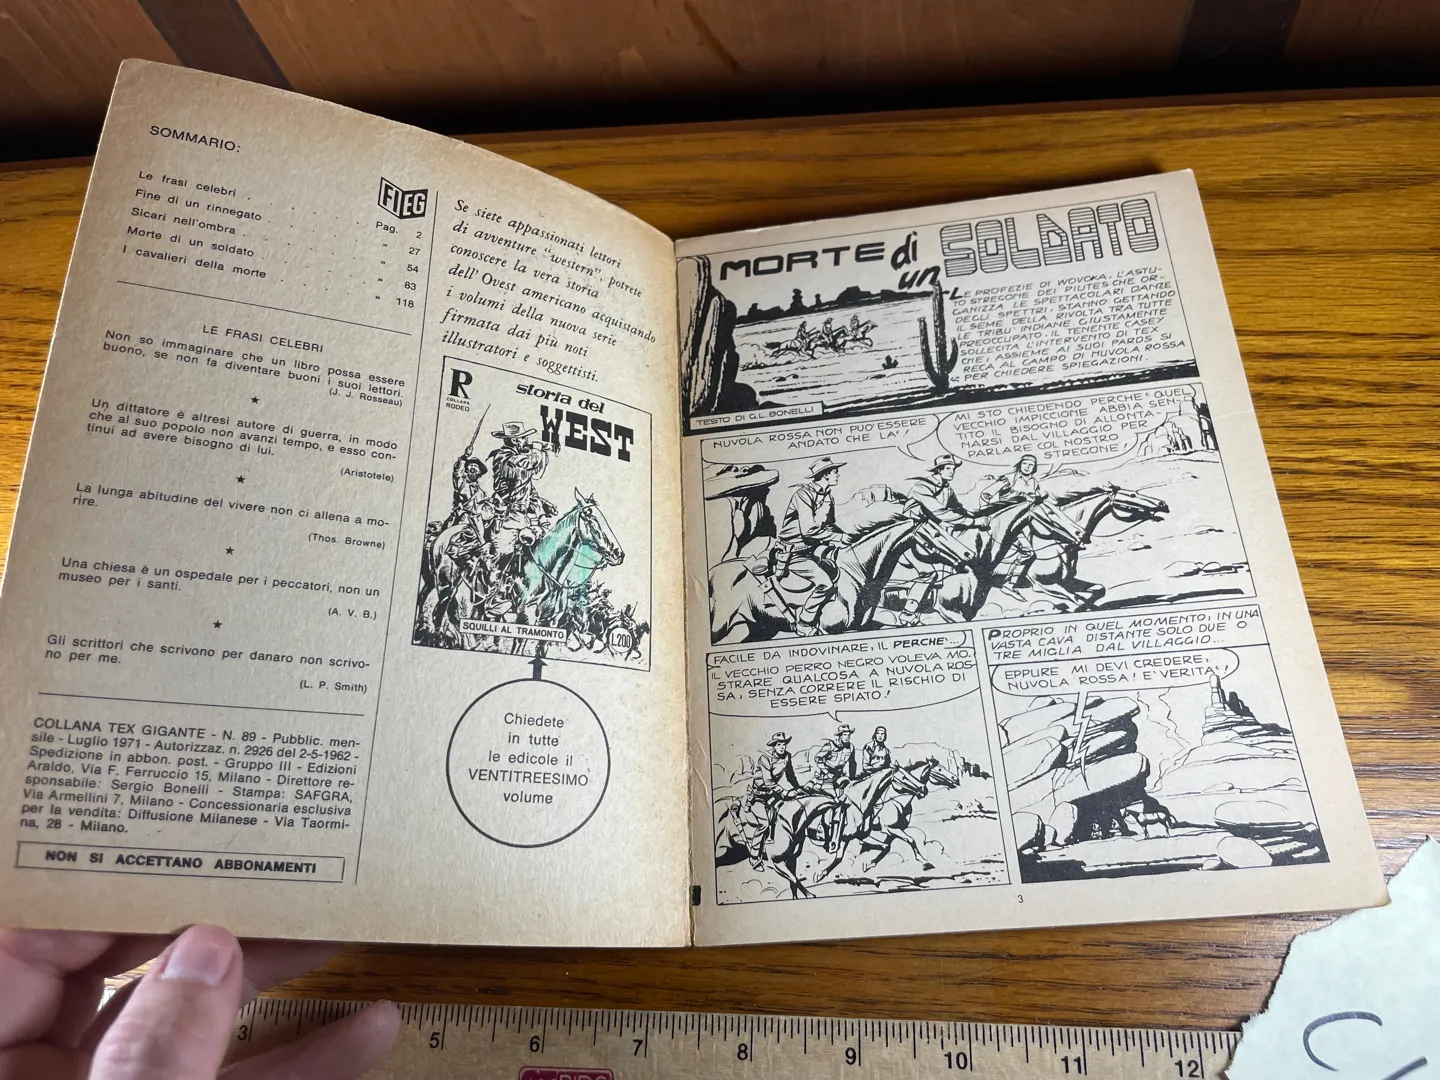 SOMMARIO:
Le frasi celebri . . . . . Pag. 2
Fine di un rinnegato . . . . . " 27
Sicari nell'ombra . . . . . " 54
Morte di un soldato . . . . . " 83
I cavalieri della morte . . . . . " 118
LE FRASI CELEBRI
Non so immaginare che un libro possa essere
buono, se non fa diventare buoni i suoi lettori.
(J. J. Rosseau)
★
Un dittatore è altresì autore di guerra, in modo
che al suo popolo non avanzi tempo, e esso con-
tinui ad avere bisogno di lui.
(Aristotele)
★
La lunga abitudine del vivere non ci allena a mo-
rire.
(Thos. Browne)
★
Una chiesa è un ospedale per i peccatori, non un
museo per i santi.
(A. V. B.)
★
Gli scrittori che scrivono per danaro non scrivo-
no per me.
(L. P. Smith)
COLLANA TEX GIGANTE - N. 89 - Pubblic. men-
sile - Luglio 1971 - Autorizzaz. n. 2926 del 2-5-1962 -
Spedizione in abbon. post. - Gruppo III - Edizioni
Araldo, Via F. Ferruccio 15, Milano - Direttore re-
sponsabile: Sergio Bonelli - Stampa: SAFGRA,
Via Armellini 7, Milano - Concessionaria esclusiva
per la vendita: Diffusione Milanese - Via Taormi-
na, 28 - Milano.
NON SI ACCETTANO ABBONAMENTI
FIEG
Se siete appassionati lettori
di avventure "western", potrete
conoscere la vera storia
dell'Ovest americano acquistando
i volumi della nuova serie
firmata dai più noti
illustratori e soggettisti.
R
COLLANA
RODEO
storia del
WEST
SQUILLI AL TRAMONTO
L.200
Chiedete
in tutte
le edicole il
VENTITREESIMO
volume
MORTE di
un SOLDATO
LE PROFEZIE DI WOVOKA, L'ASTU-
TO STREGONE DEI PIUTES CHE OR-
GANIZZA LE SPETTACOLARI DANZE
DEGLI SPETTRI, STANNO GETTANDO
IL SEME DELLA RIVOLTA TRA TUTTE
LE TRIBU' INDIANE GIUSTAMENTE
PREOCCUPATO, IL TENENTE CASEY
SOLLECITA L'INTERVENTO DI TEX
CHE, ASSIEME AI SUOI PARDS SI
RECA AL CAMPO DI NUVOLA ROSSA
PER CHIEDERE SPIEGAZIONI.
TESTO DI G.L. BONELLI
NUVOLA ROSSA NON PUO' ESSERE
ANDATO CHE LA'!
MI STO CHIEDENDO PERCHE' QUEL
VECCHIO IMPICCIONE ABBIA SEN-
TITO IL BISOGNO DI ALLONTA-
NARSI DAL VILLAGGIO PER
PARLARE COL NOSTRO
STREGONE!
FACILE DA INDOVINARE, IL PERCHE'...
IL VECCHIO PERRO NEGRO VOLEVA MO-
STRARE QUALCOSA A NUVOLA ROS-
SA, SENZA CORRERE IL RISCHIO DI
ESSERE SPIATO!
PROPRIO IN QUEL MOMENTO, IN UNA
VASTA CAVA DISTANTE SOLO DUE O
TRE MIGLIA DAL VILLAGGIO...
EPPURE MI DEVI CREDERE,
NUVOLA ROSSA! E' VERITA'!
3
3 5 6 7 8 9 10 11 12